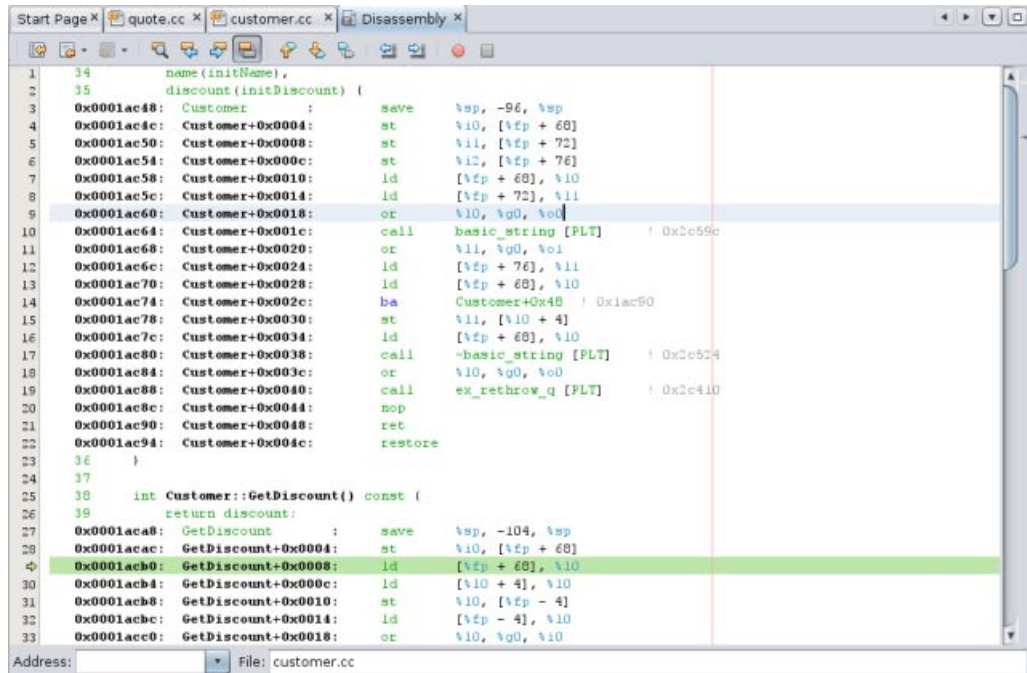 Start Page quote.cc customer.cc Disassembly
1 34 name(initName),
2 35 discount(initDiscount) {
3 0x0001ac48: Customer : save %sp, -96, %sp
4 0x0001ac4c: Customer+0x0004: st %i0, [%fp + 68]
5 0x0001ac50: Customer+0x0008: st %i1, [%fp + 72]
6 0x0001ac54: Customer+0x000c: st %i2, [%fp + 76]
7 0x0001ac58: Customer+0x0010: ld [%fp + 68], %l0
8 0x0001ac5c: Customer+0x0014: ld [%fp + 72], %l1
9 0x0001ac60: Customer+0x0018: or %l0, %g0, %o0
10 0x0001ac64: Customer+0x001c: call basic_string [PLT] ! 0x2c59c
11 0x0001ac68: Customer+0x0020: or %l1, %g0, %o1
12 0x0001ac6c: Customer+0x0024: ld [%fp + 76], %l1
13 0x0001ac70: Customer+0x0028: ld [%fp + 68], %l0
14 0x0001ac74: Customer+0x002c: ba Customer+0x48 ! 0x1ac90
15 0x0001ac78: Customer+0x0030: st %l1, [%l0 + 4]
16 0x0001ac7c: Customer+0x0034: ld [%fp + 68], %l0
17 0x0001ac80: Customer+0x0038: call ~basic_string [PLT] ! 0x2c524
18 0x0001ac84: Customer+0x003c: or %l0, %g0, %o0
19 0x0001ac88: Customer+0x0040: call ex_rethrow_q [PLT] ! 0x2c410
20 0x0001ac8c: Customer+0x0044: nop
21 0x0001ac90: Customer+0x0048: ret
22 0x0001ac94: Customer+0x004c: restore
23 36 }
24 37
25 38 int Customer::GetDiscount() const {
26 39 return discount;
27 0x0001aca8: GetDiscount : save %sp, -104, %sp
28 0x0001acac: GetDiscount+0x0004: st %i0, [%fp + 68]
0x0001acb0: GetDiscount+0x0008: ld [%fp + 68], %l0
30 0x0001acb4: GetDiscount+0x000c: ld [%l0 + 4], %l0
31 0x0001acb8: GetDiscount+0x0010: st %l0, [%fp - 4]
32 0x0001acbc: GetDiscount+0x0014: ld [%fp - 4], %l0
33 0x0001acc0: GetDiscount+0x0018: or %l0, %g0, %i0
Address: File: customer.cc